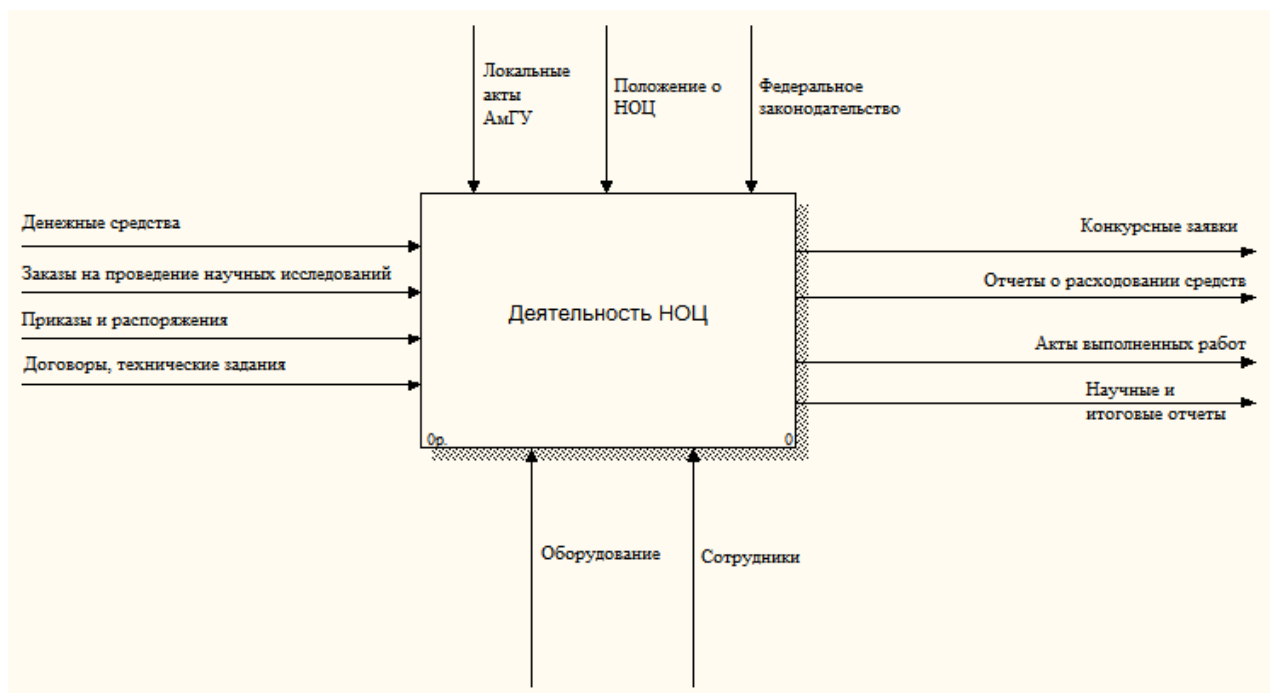 Локальные
акты
АмГУ
Положение о
НОЦ
Федеральное
законодательство
Денежные средства
Заказы на проведение научных исследований
Приказы и распоряжения
Договоры, технические задания
Деятельность НОЦ
0р.
0
Конкурсные заявки
Отчеты о расходовании средств
Акты выполненных работ
Научные и
итоговые отчеты
Оборудование
Сотрудники